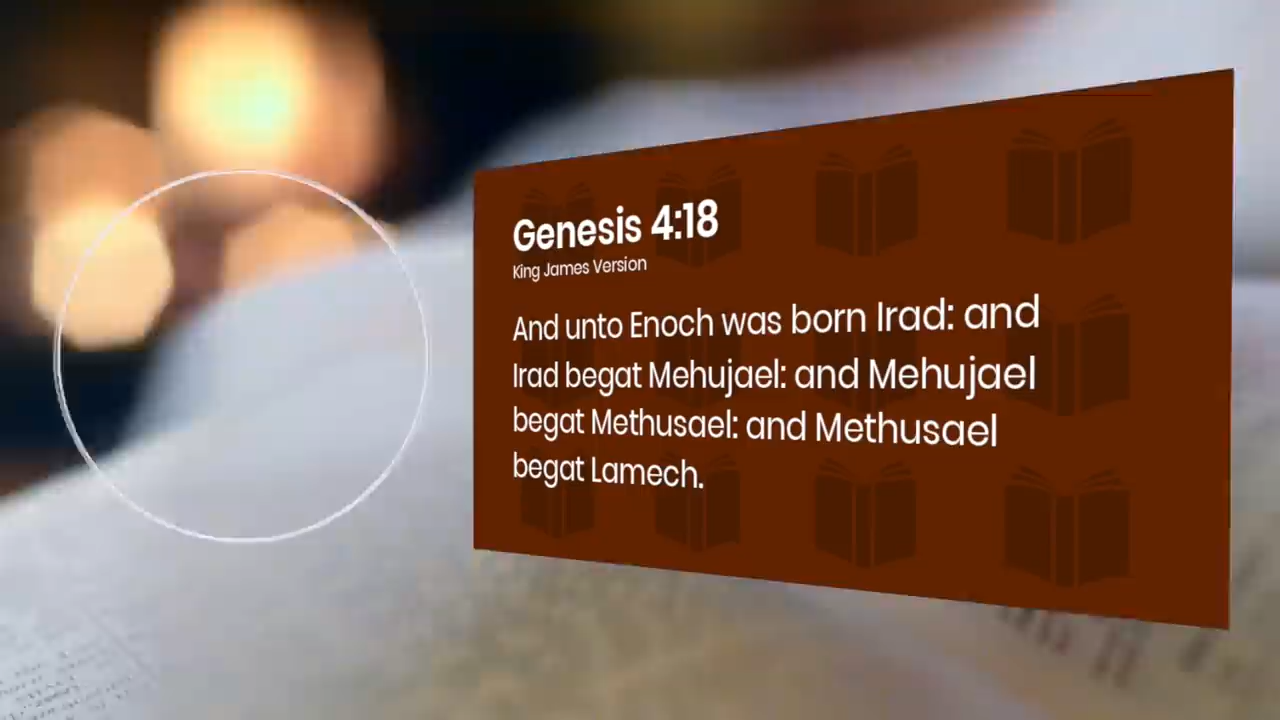 Genesis 4:18
King James Version
And unto Enoch was born Irad: and
Irad begat Mehujael: and Mehujael
begat Methusael: and Methusael
begat Lamech.